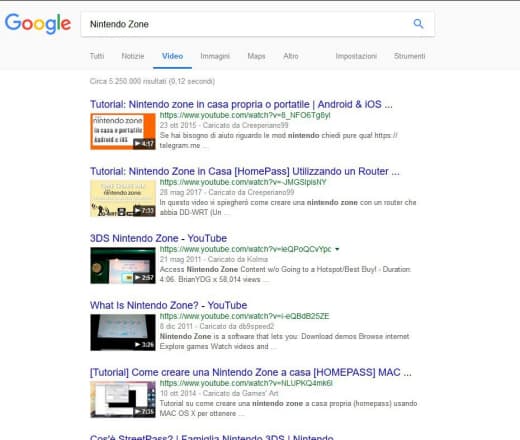 Google
Nintendo Zone
Tutti Notizie Video Immagini Maps Altro Impostazioni Strumenti
Circa 5.250.000 risultati (0,12 secondi)
Tutorial: Nintendo zone in casa propria o portatile | Android & iOS ...
nintendo zone
in casa e portatile
Android e iOS
4:17
https://www.youtube.com/watch?v=8_NFO6Tg8yI
23 ott 2015 - Caricato da Creeperiano99
Se hai bisogno di aiuto riguardo le mod nintendo chiedi pure qua! https://
telegram.me ...
Tutorial: Nintendo Zone in Casa [HomePass] Utilizzando un Router ...
nintendo zone
7:33
https://www.youtube.com/watch?v=-JMGSIpisNY
28 mag 2017 - Caricato da Creeperiano99
In questo video vi spingherò come creare una nintendo zone con un router che
abbia DD-WRT (Un ...
3DS Nintendo Zone - YouTube
2:57
https://www.youtube.com/watch?v=leQPoQCvYpc
21 mag 2011 - Caricato da Kolma
Access Nintendo Zone Content w/o Going to a Hotspot/Best Buy! - Duration:
4:06. BrianYDG x 58,014 views ...
What Is Nintendo Zone? - YouTube
3:26
https://www.youtube.com/watch?v=i-eQBdB25ZE
8 dic 2011 - Caricato da db9speed2
Nintendo Zone is a software that lets you: Download demos Browse internet
Explore games Watch videos and ...
[Tutorial] Come creare una Nintendo Zone a casa [HOMEPASS] MAC ...
7:35
https://www.youtube.com/watch?v=NLUPKQ4mk6I
10 ott 2014 - Caricato da Games' Art
Tutorial su come creare una nintendo zone a casa propria (homepass) usando
MAC OS X per ottenere ...
Cos'è StreetPass? | Famiglia Nintendo 3DS | Nintendo